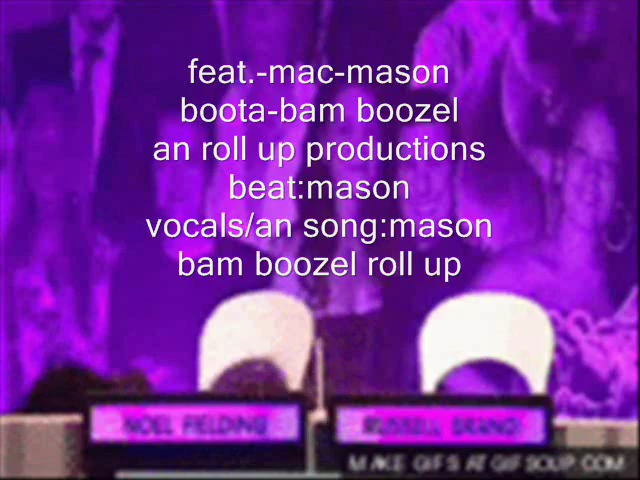 feat.-mac-mason
boota-bam boozel
an roll up productions
beat:mason
vocals/an song:mason
bam boozel roll up
NOEL FIELDING
RUSSELL BRAND
MAKE GIFS AT GIFSOUP.COM